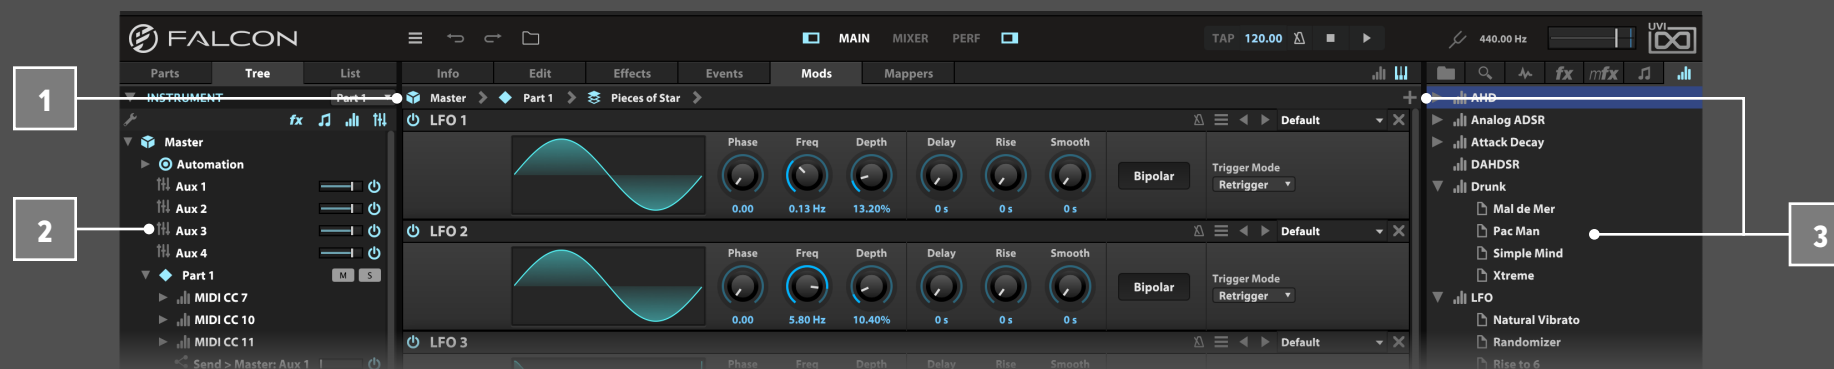 FALCON
MAIN MIXER PERF
TAP 120.00
440.00 Hz
UVI
Parts Tree List
Info Edit Effects Events Mods Mappers
fx mfx
1
INSTRUMENT Part 1
Master Part 1 Pieces of Star
AHD
fx
LFO 1 Default
Analog ADSR
Master
Phase Freq Depth Delay Rise Smooth
Attack Decay
Automation
Trigger Mode
DAHDSR
Aux 1
Bipolar
Retrigger
Drunk
Aux 2
0.00 0.13 Hz 13.20% 0 s 0 s 0 s
Mal de Mer
2
Aux 3
LFO 2 Default
Pac Man
3
Aux 4
Phase Freq Depth Delay Rise Smooth
Simple Mind
Part 1 M S
Trigger Mode
Xtreme
MIDI CC 7
Bipolar
Retrigger
LFO
MIDI CC 10
0.00 5.80 Hz 10.40% 0 s 0 s 0 s
Natural Vibrato
MIDI CC 11
LFO 3 Default
Randomizer
Send > Master: Aux 1
Phase Freq Depth Delay Rise Smooth
Rise to 6